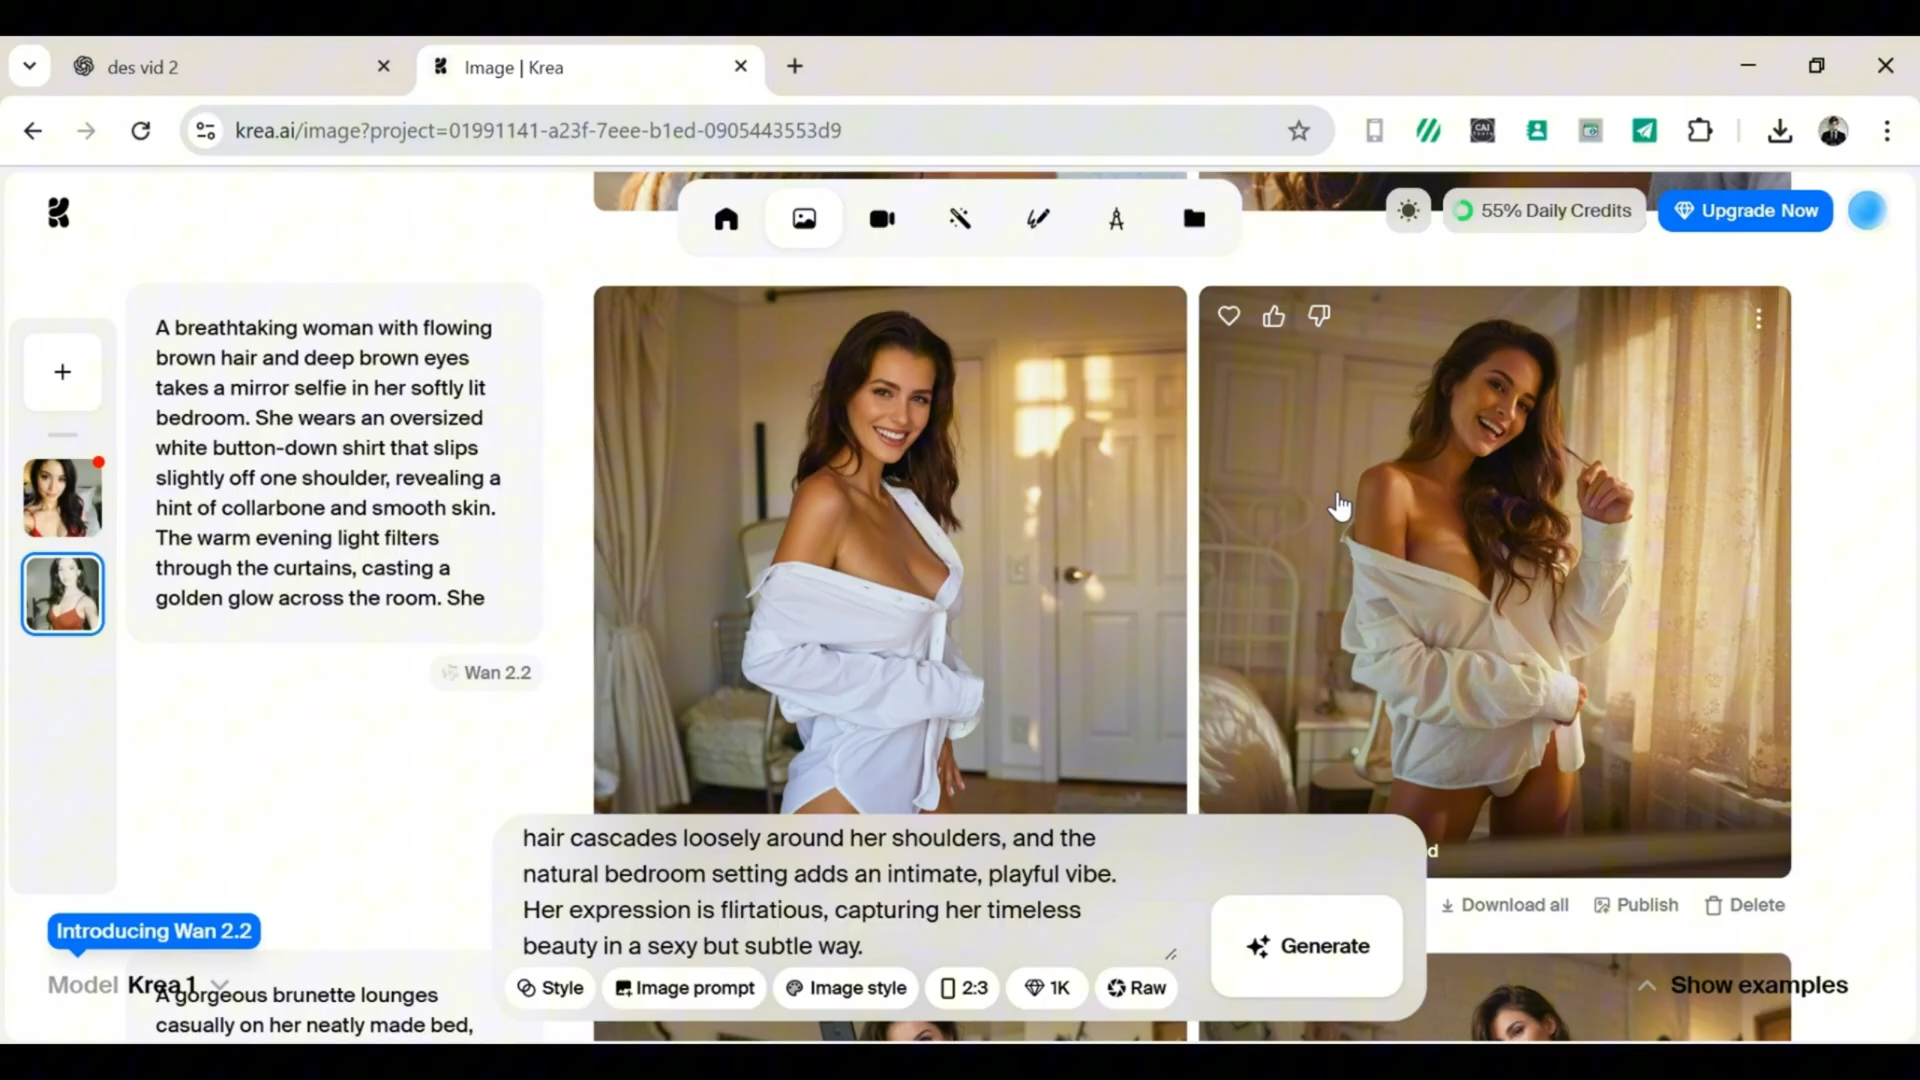 des vid 2
Image | Krea
krea.ai/image?project=01991141-a23f-7eee-b1ed-0905443553d9
CAI
55% Daily Credits
Upgrade Now
A breathtaking woman with flowing
brown hair and deep brown eyes
takes a mirror selfie in her softly lit
bedroom. She wears an oversized
white button-down shirt that slips
slightly off one shoulder, revealing a
hint of collarbone and smooth skin.
The warm evening light filters
through the curtains, casting a
golden glow across the room. She
Wan 2.2
hair cascades loosely around her shoulders, and the
natural bedroom setting adds an intimate, playful vibe.
Her expression is flirtatious, capturing her timeless
beauty in a sexy but subtle way.
Generate
Style
Image prompt
Image style
2:3
1K
Raw
d
Download all
Publish
Delete
Introducing Wan 2.2
Model Krea 1
Show examples
A gorgeous brunette lounges
casually on her neatly made bed,